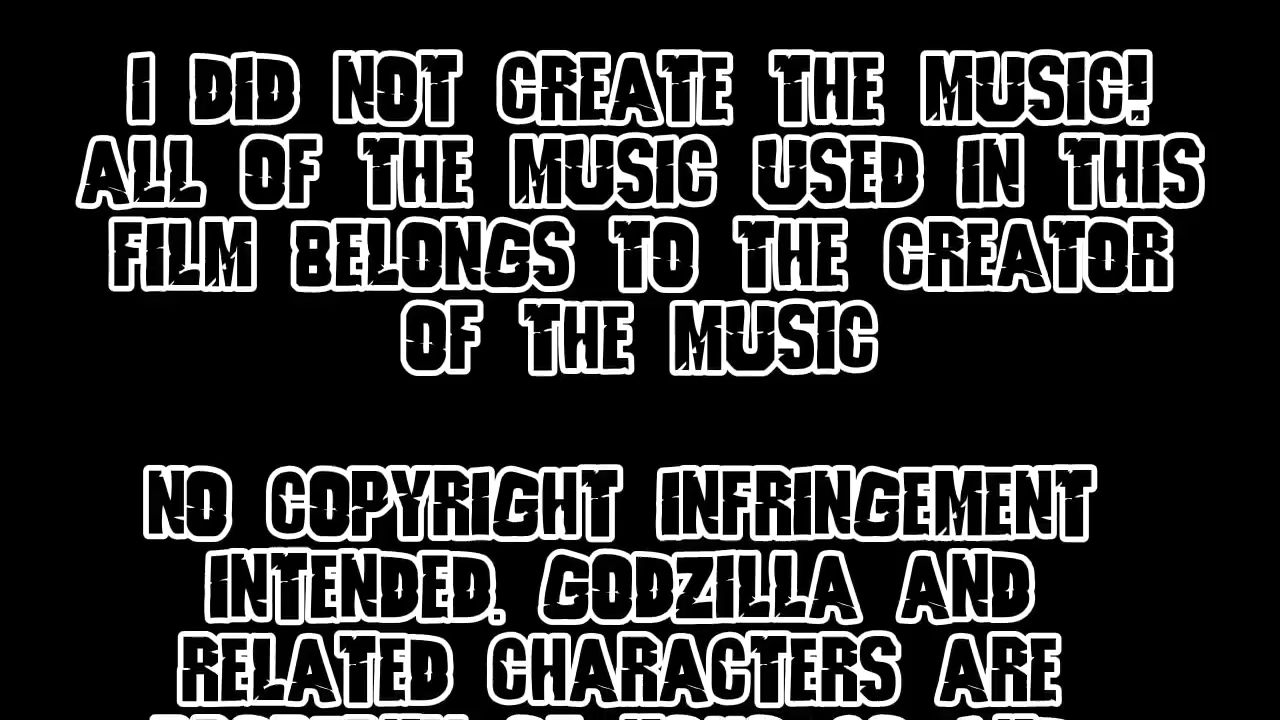 I DID NOT CREATE THE MUSIC!
ALL OF THE MUSIC USED IN THIS
FILM BELONGS TO THE CREATOR
OF THE MUSIC
NO COPYRIGHT INFRINGEMENT
INTENDED. GODZILLA AND
RELATED CHARACTERS ARE